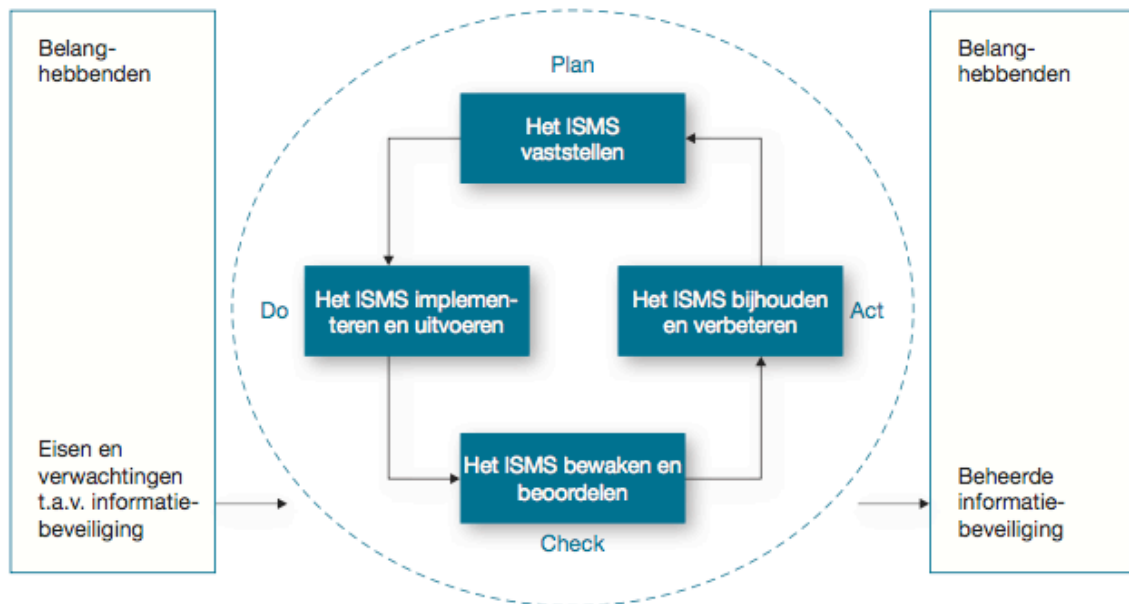 Belang-
hebbenden
Eisen en
verwachtingen
t.a.v. informatie-
beveiliging
Plan
Het ISMS
vaststellen
Do
Het ISMS implemen-
teren en uitvoeren
Het ISMS bijhouden
en verbeteren
Act
Het ISMS bewaken en
beoordelen
Check
Belang-
hebbenden
Beheerde
informatie-
beveiliging